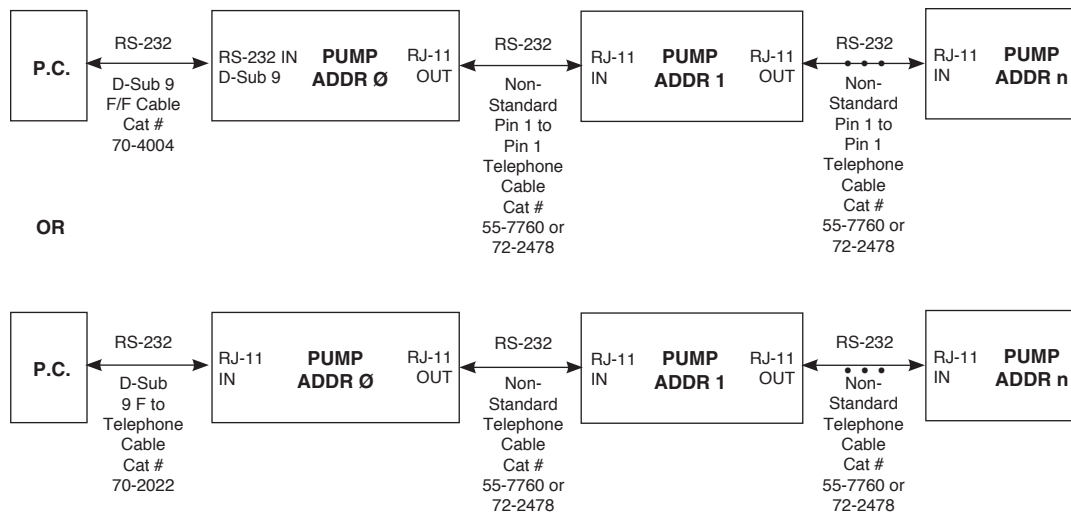 P.C.
RS-232
D-Sub 9
F/F Cable
Cat #
70-4004
RS-232 IN
D-Sub 9
PUMP
ADDR Ø
RJ-11
OUT
RS-232
Non-
Standard
Pin 1 to
Pin 1
Telephone
Cable
Cat #
55-7760 or
72-2478
RJ-11
IN
PUMP
ADDR 1
RJ-11
OUT
RS-232
Non-
Standard
Pin 1 to
Pin 1
Telephone
Cable
Cat #
55-7760 or
72-2478
RJ-11
IN
PUMP
ADDR n
OR
P.C.
RS-232
D-Sub
9 F to
Telephone
Cable
Cat #
70-2022
RJ-11
IN
PUMP
ADDR Ø
RJ-11
OUT
RS-232
Non-
Standard
Telephone
Cable
Cat #
55-7760 or
72-2478
RJ-11
IN
PUMP
ADDR 1
RJ-11
OUT
RS-232
Non-
Standard
Telephone
Cable
Cat #
55-7760 or
72-2478
RJ-11
IN
PUMP
ADDR n